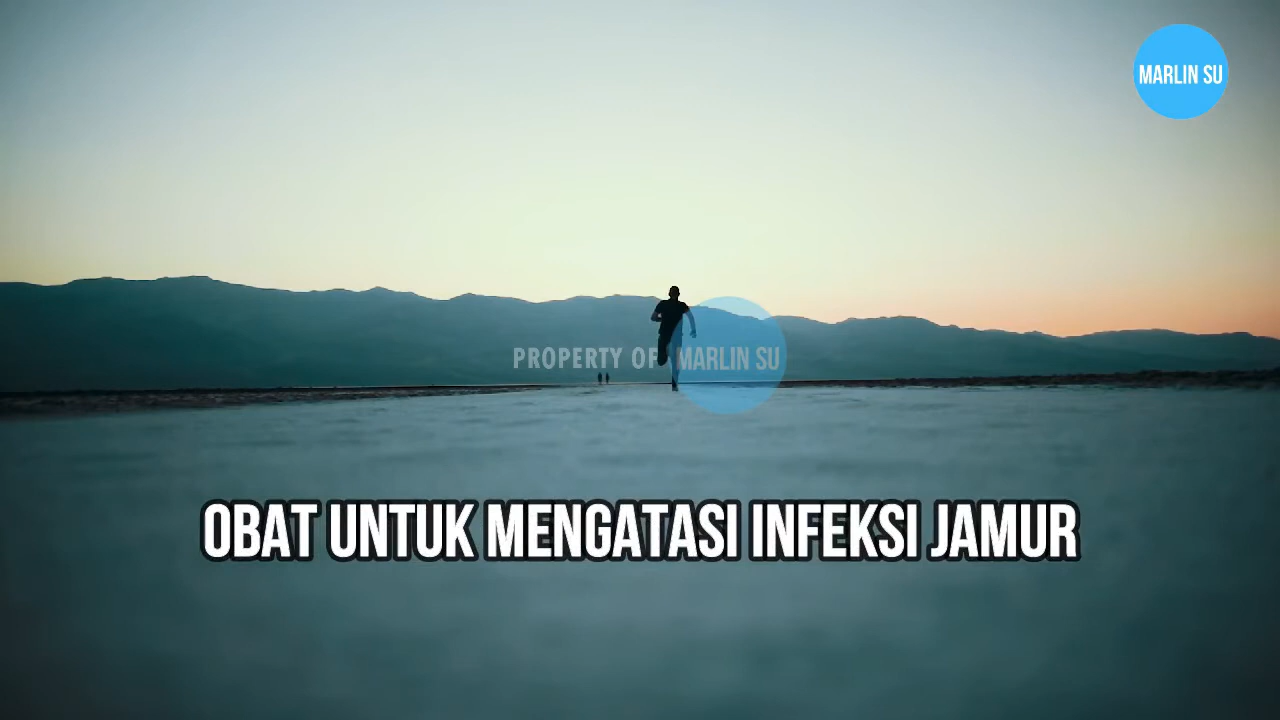 MARLIN SU
PROPERTY OF MARLIN SU
OBAT UNTUK MENGATASI INFEKSI JAMUR